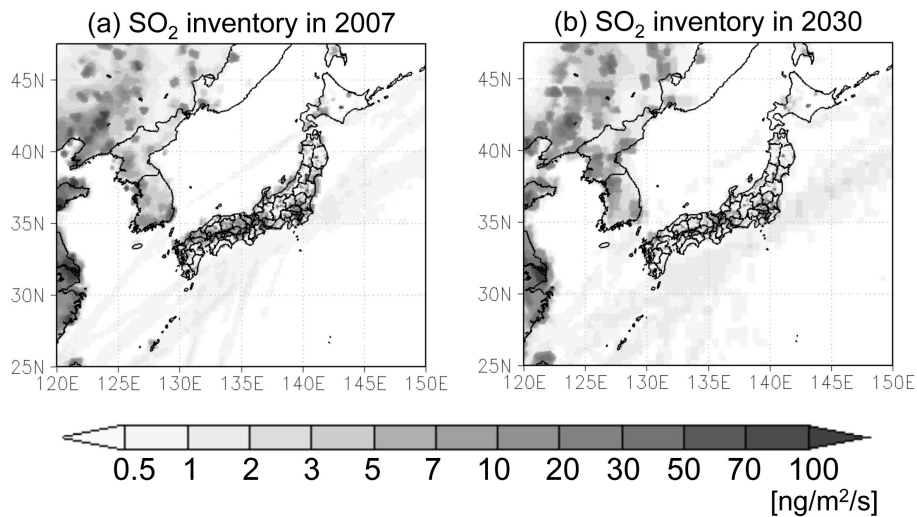 (a) SO₂ inventory in 2007
(b) SO₂ inventory in 2030
45N
40N
35N
30N
25N
120E 125E 130E 135E 140E 145E 150E
45N
40N
35N
30N
25N
120E 125E 130E 135E 140E 145E 150E
0.5 1 2 3 5 7 10 20 30 50 70 100
[ng/m²/s]